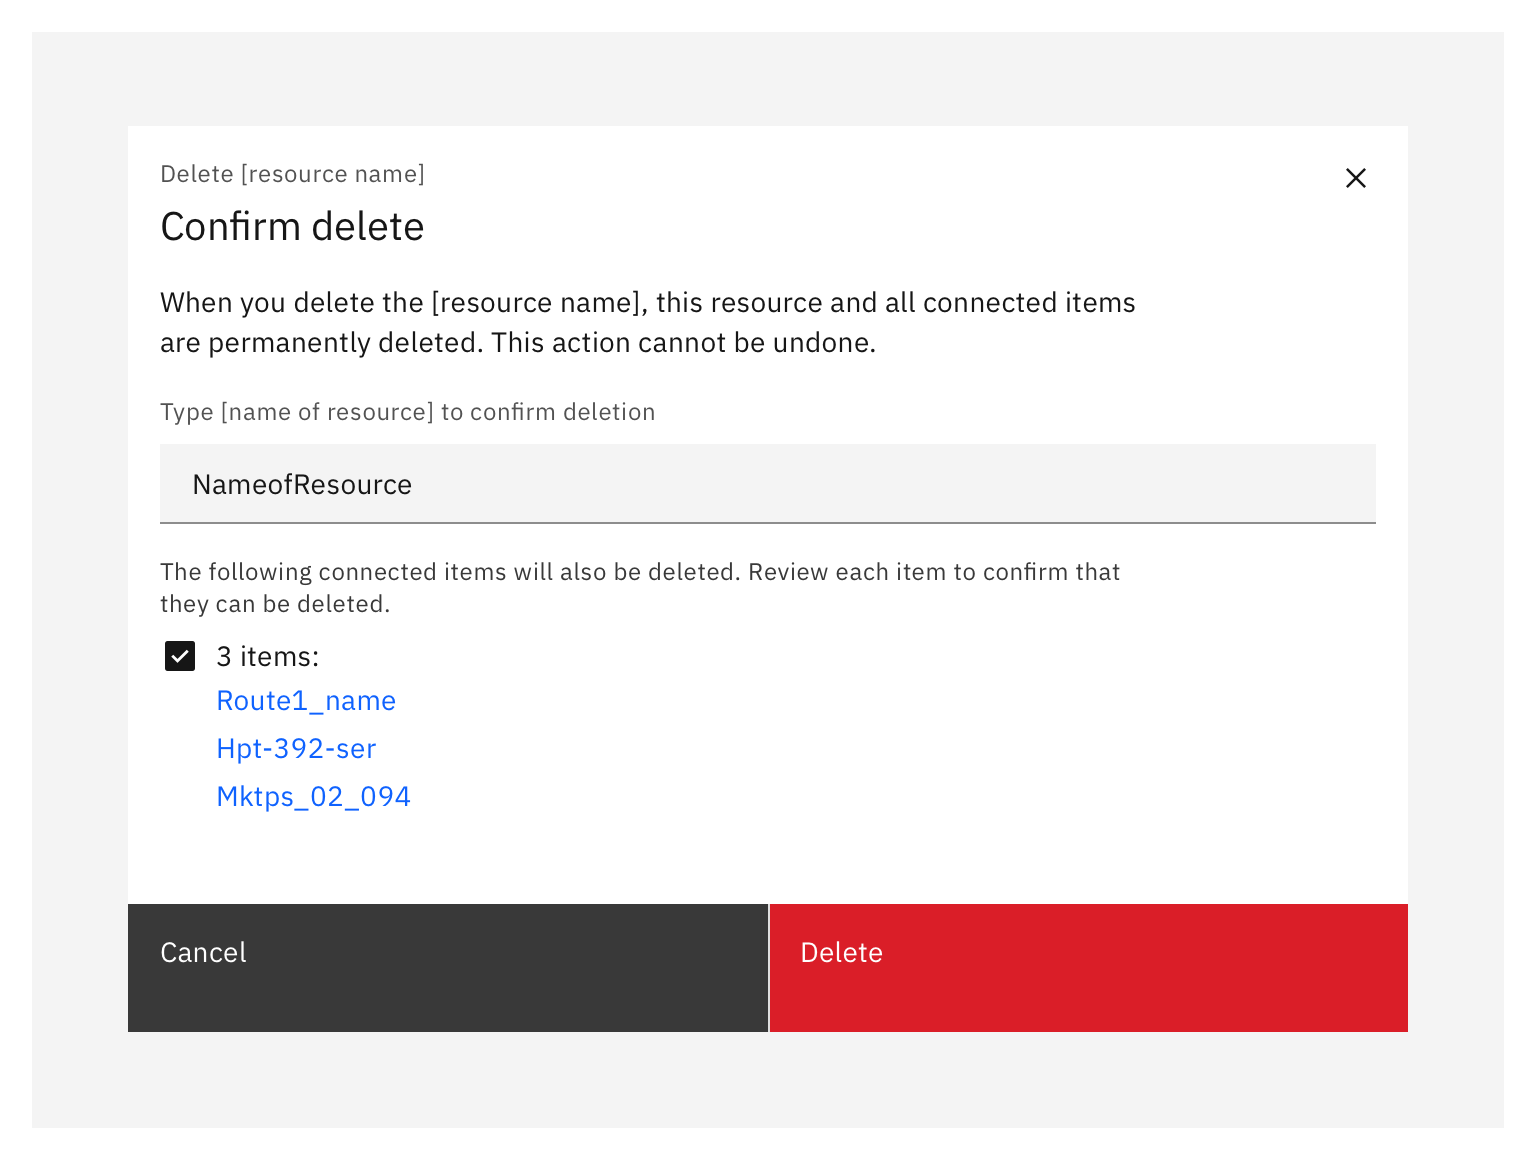 Delete [resource name]
Confirm delete
When you delete the [resource name], this resource and all connected items
are permanently deleted. This action cannot be undone.
Type [name of resource] to confirm deletion
NameofResource
The following connected items will also be deleted. Review each item to confirm that
they can be deleted.
3 items:
Route1_name
Hpt-392-ser
Mktps_02_094
Cancel
Delete